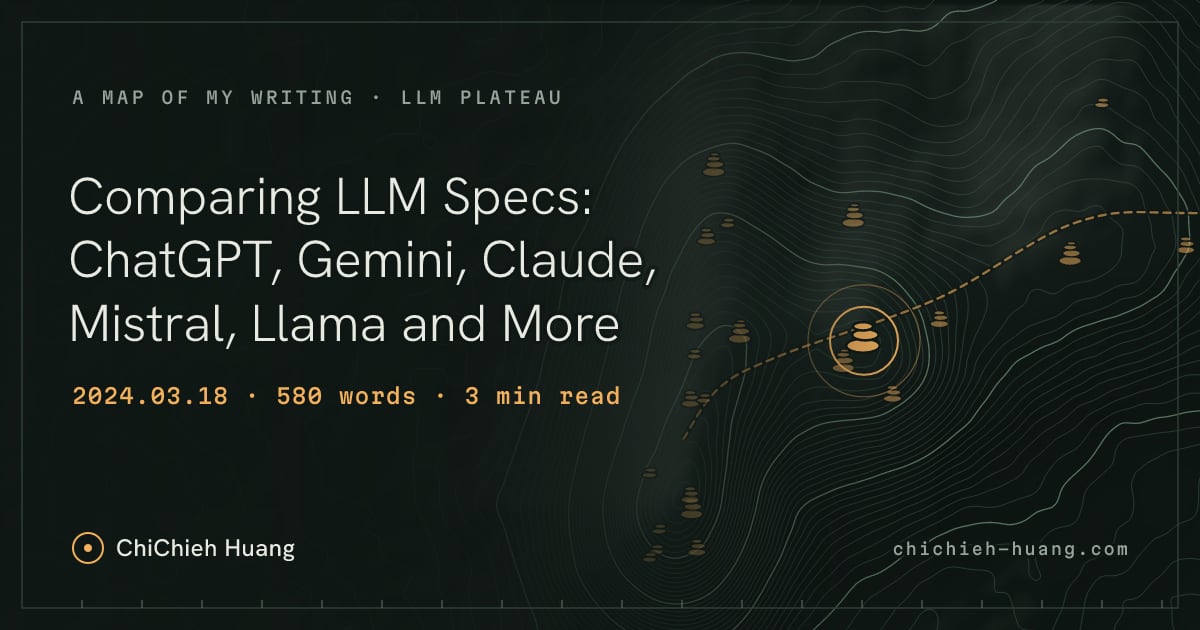 A MAP OF MY WRITING · LLM PLATEAU
Comparing LLM Specs:
ChatGPT, Gemini, Claude,
Mistral, Llama and More
2024.03.18 · 580 words · 3 min read
ChiChieh Huang
chichieh-huang.com